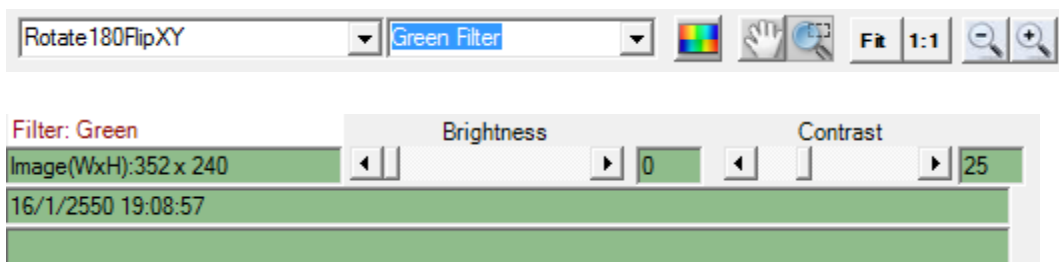 Rotate180FlipXY Green Filter Fit 1:1
Filter: Green Brightness Contrast
Image(WxH):352 x 240 0 25
16/1/2550 19:08:57